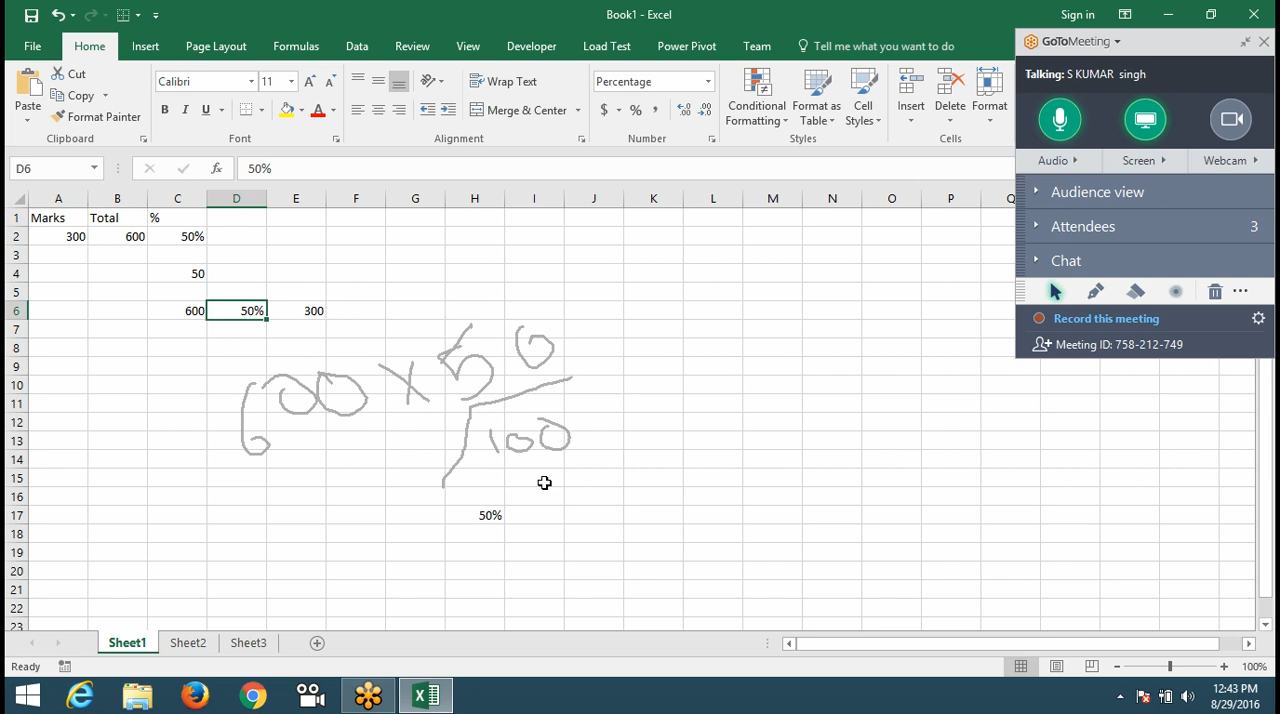 Book1 - Excel
Sign in
File Home Insert Page Layout Formulas Data Review View Developer Load Test Power Pivot Team Tell me what you want to do
Paste
Cut
Copy
Format Painter
Clipboard
Calibri 11
B I U
Font
Wrap Text
Merge & Center
Alignment
Percentage
$ % ,
Number
Conditional Formatting
Format as Table
Cell Styles
Styles
Insert Delete Format
Cells
D6 fx 50%
A B C D E F G H I J K L M N O P Q
1 Marks Total %
2 300 600 50%
3
4 50
5
6 600 50% 300
7
8
9
10
11
12
13
14
15
16
17 50%
18
19
20
21
22
23
600 X 50
100
Sheet1 Sheet2 Sheet3
Ready
100%
GoToMeeting
Talking: S KUMAR singh
Audio Screen Webcam
Audience view
Attendees 3
Chat
Record this meeting
Meeting ID: 758-212-749
12:43 PM
8/29/2016